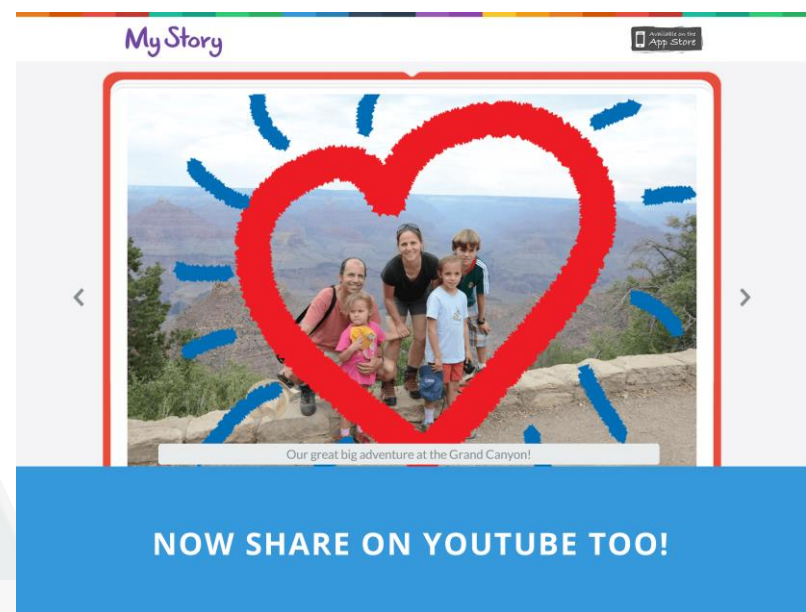 My Story
Available on the
App Store
Our great big adventure at the Grand Canyon!
NOW SHARE ON YOUTUBE TOO!